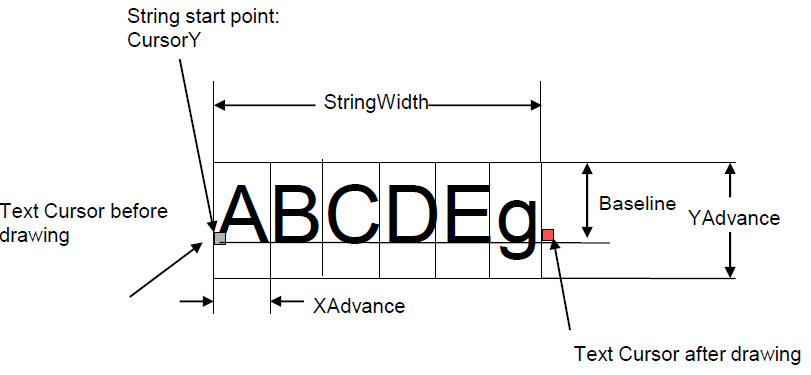 String start point:
CursorY
StringWidth
ABCDEg
Baseline
YAdvance
Text Cursor before
drawing
XAdvance
Text Cursor after drawing